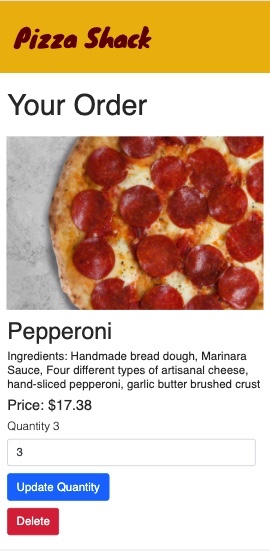 Pizza Shack
Your Order
Pepperoni
Ingredients: Handmade bread dough, Marinara
Sauce, Four different types of artisanal cheese,
hand-sliced pepperoni, garlic butter brushed crust
Price: $17.38
Quantity 3
3
Update Quantity
Delete